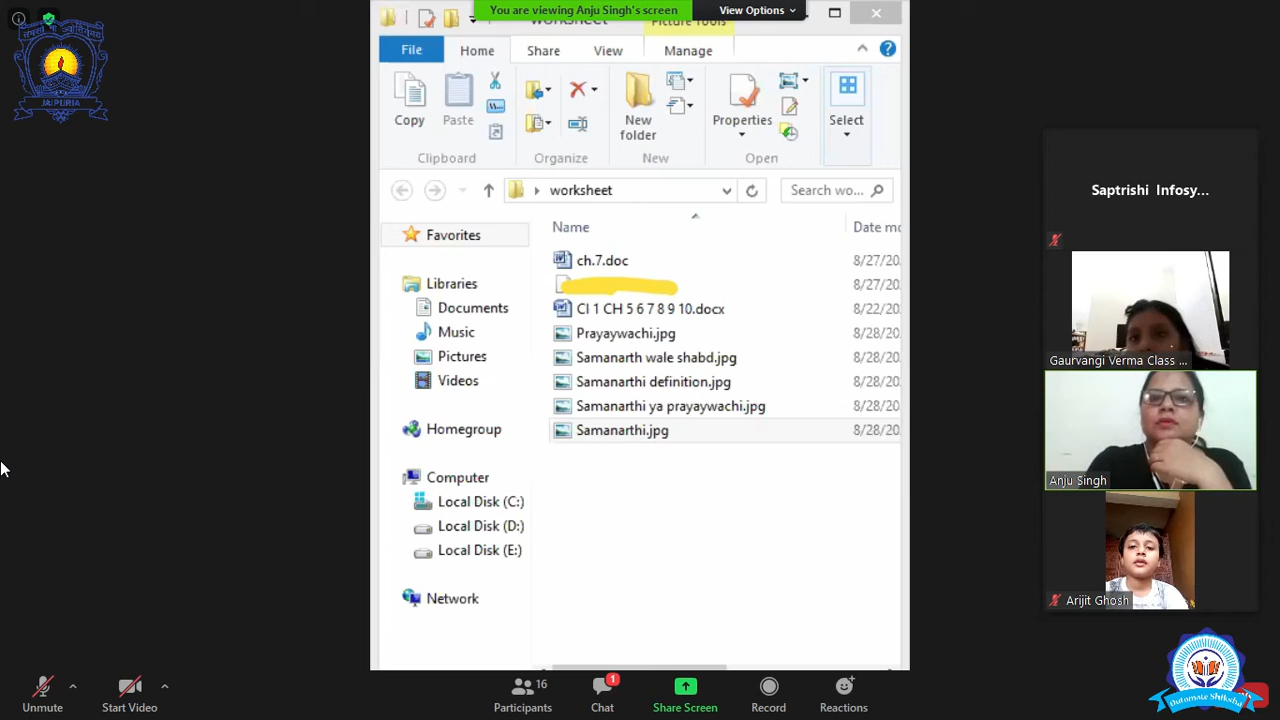 You are viewing Anju Singh's screen
View Options
JAIPURIA
File
Home
Share
View
Manage
Copy
Paste
New folder
Properties
Select
Clipboard
Organize
New
Open
worksheet
Search wo...
Name
Date mo
Favorites
ch.7.doc
8/27/20
8/27/20
Libraries
Documents
CI 1 CH 5 6 7 8 9 10.docx
8/22/20
Music
Prayaywachi.jpg
8/28/20
Pictures
Samanarth wale shabd.jpg
8/28/20
Videos
Samanarthi definition.jpg
8/28/20
Samanarthi ya prayaywachi.jpg
8/28/20
Homegroup
Samanarthi.jpg
8/28/20
Computer
Local Disk (C:)
Local Disk (D:)
Local Disk (E:)
Network
Saptrishi Infosy...
Gaurvangi Verma Class ...
Anju Singh
Arijit Ghosh
Unmute
Start Video
16
Participants
1
Chat
Share Screen
Record
Reactions
Automate Shiksha